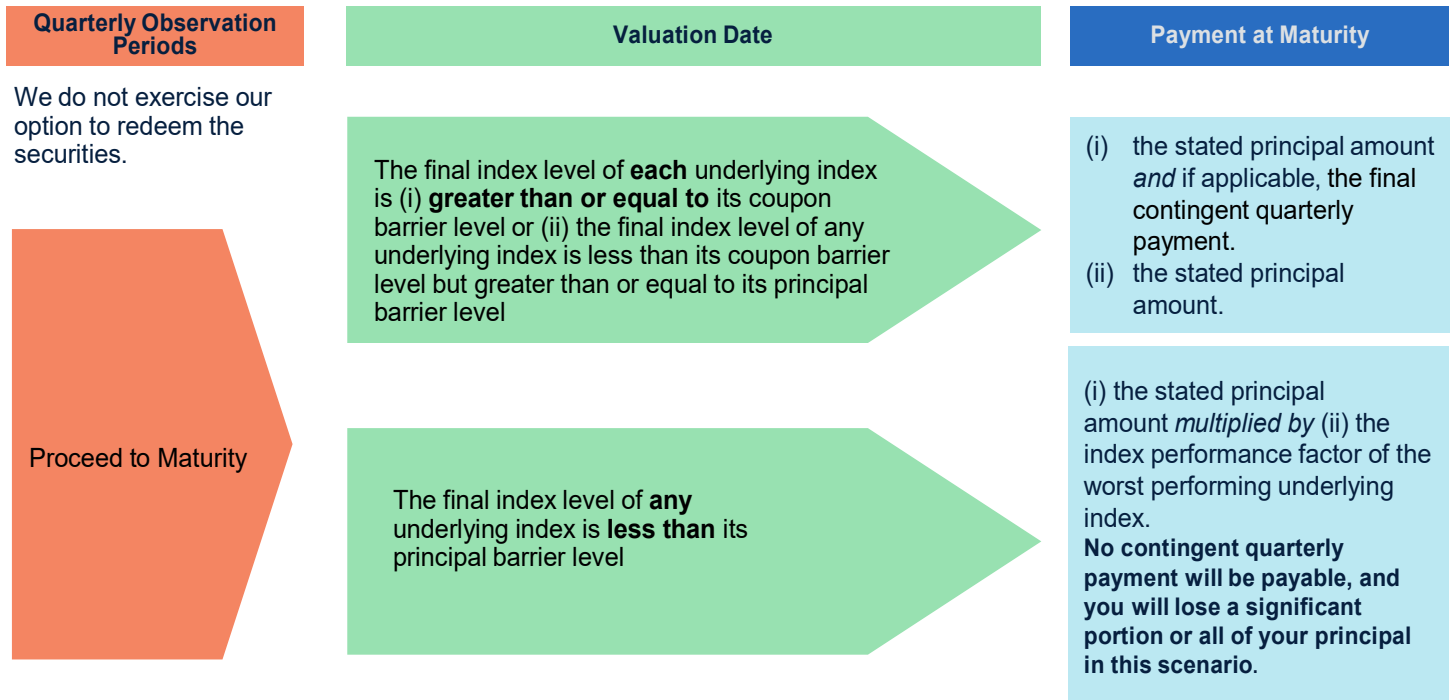 Quarterly Observation
Periods
Valuation Date
Payment at Maturity
We do not exercise our
option to redeem the
securities.
Proceed to Maturity
The final index level of each underlying index
is (i) greater than or equal to its coupon
barrier level or (ii) the final index level of any
underlying index is less than its coupon barrier
level but greater than or equal to its principal
barrier level
(i) the stated principal amount
and if applicable, the final
contingent quarterly
payment.
(ii) the stated principal
amount.
The final index level of any
underlying index is less than its
principal barrier level
(i) the stated principal
amount multiplied by (ii) the
index performance factor of the
worst performing underlying
index.
No contingent quarterly
payment will be payable, and
you will lose a significant
portion or all of your principal
in this scenario.